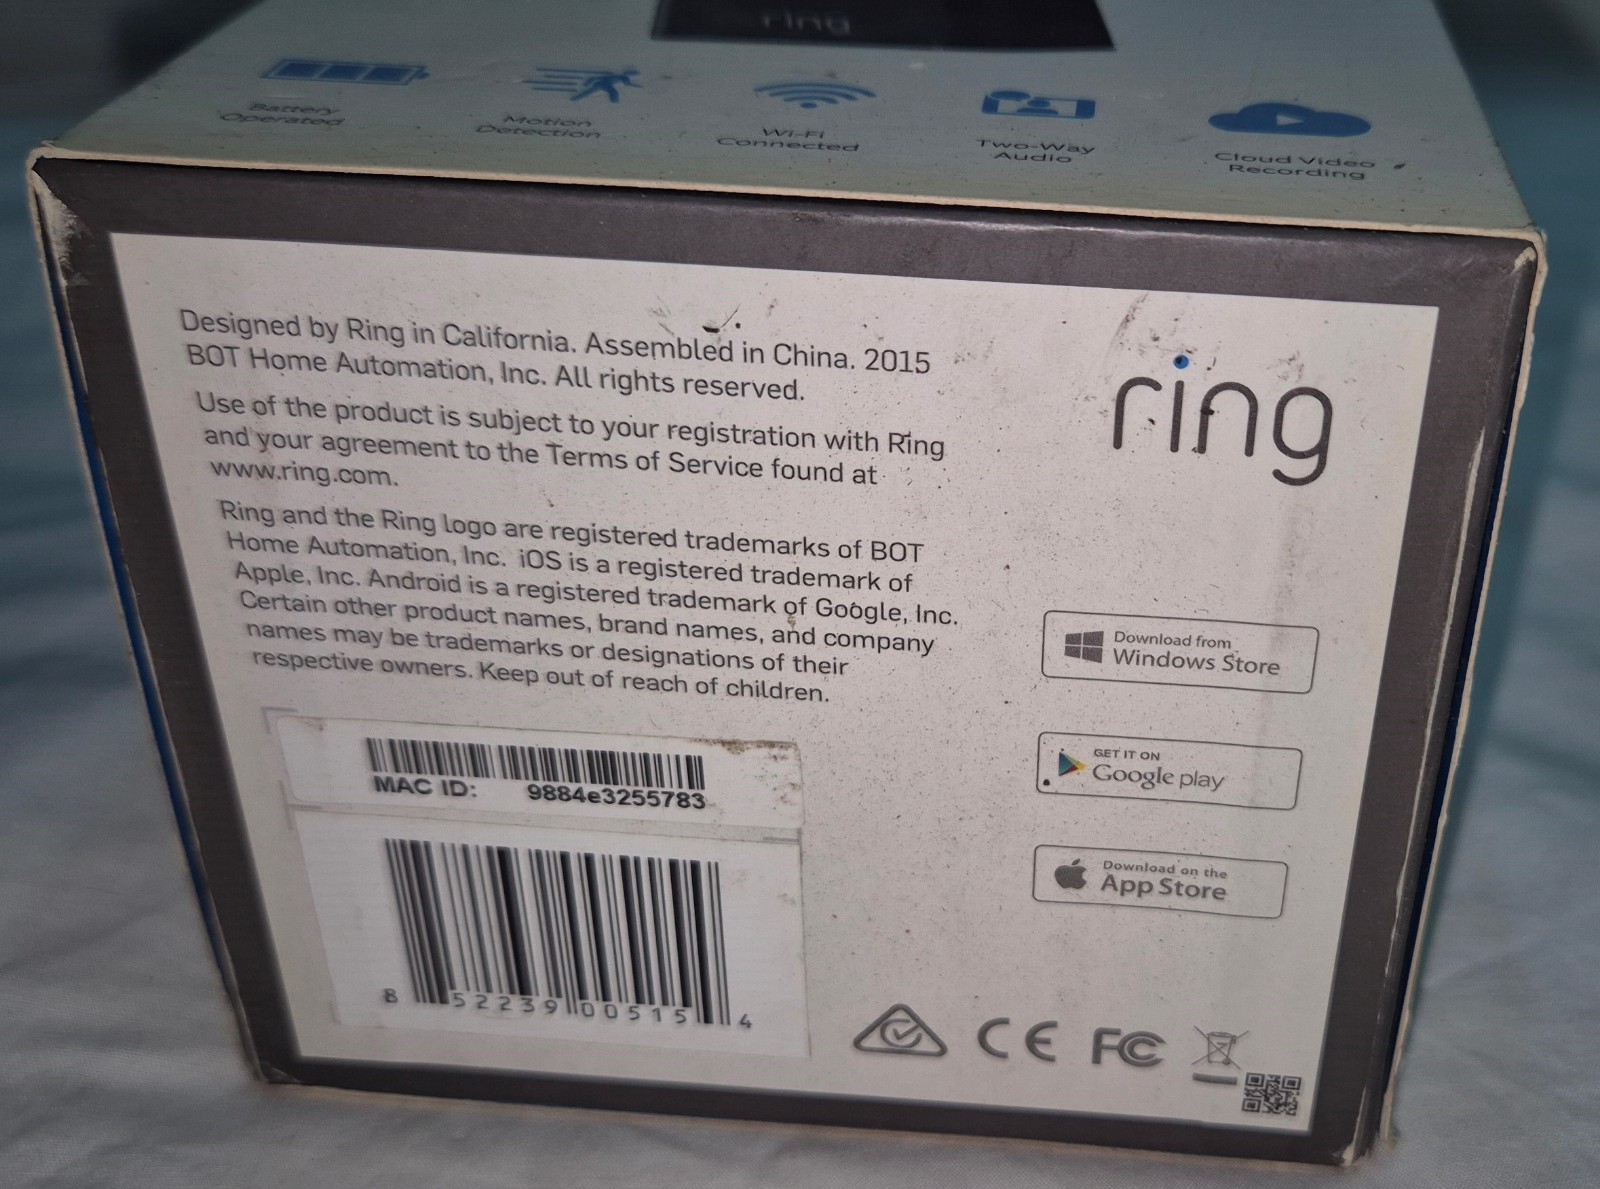 ring
Battery
Operated
Motion
Detection
Wi-Fi
Connected
Two-Way
Audio
Cloud Video
Recording
Designed by Ring in California. Assembled in China. 2015
BOT Home Automation, Inc. All rights reserved.
Use of the product is subject to your registration with Ring
and your agreement to the Terms of Service found at
www.ring.com.
Ring and the Ring logo are registered trademarks of BOT
Home Automation, Inc. iOS is a registered trademark of
Apple, Inc. Android is a registered trademark of Google, Inc.
Certain other product names, brand names, and company
names may be trademarks or designations of their
respective owners. Keep out of reach of children.
ring
Download from
Windows Store
GET IT ON
Google play
Download on the
App Store
MAC ID: 9884e3255783
8 52239 00515 4
CE FC